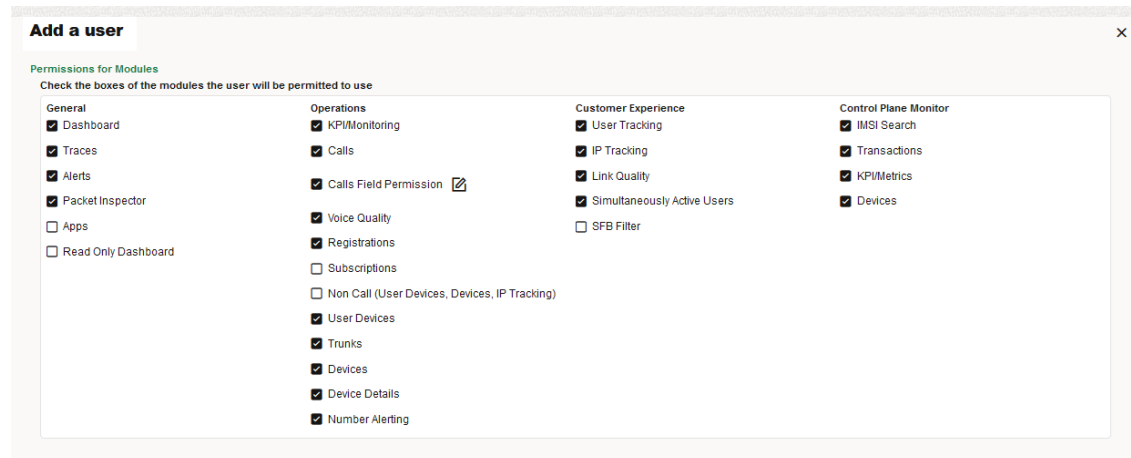 Add a user
Permissions for Modules
Check the boxes of the modules the user will be permitted to use
General
Dashboard
Traces
Alerts
Packet Inspector
Apps
Read Only Dashboard
Operations
KPI/Monitoring
Calls
Calls Field Permission
Voice Quality
Registrations
Subscriptions
Non Call (User Devices, Devices, IP Tracking)
User Devices
Trunks
Devices
Device Details
Number Alerting
Customer Experience
User Tracking
IP Tracking
Link Quality
Simultaneously Active Users
SFB Filter
Control Plane Monitor
IMSI Search
Transactions
KPI/Metrics
Devices